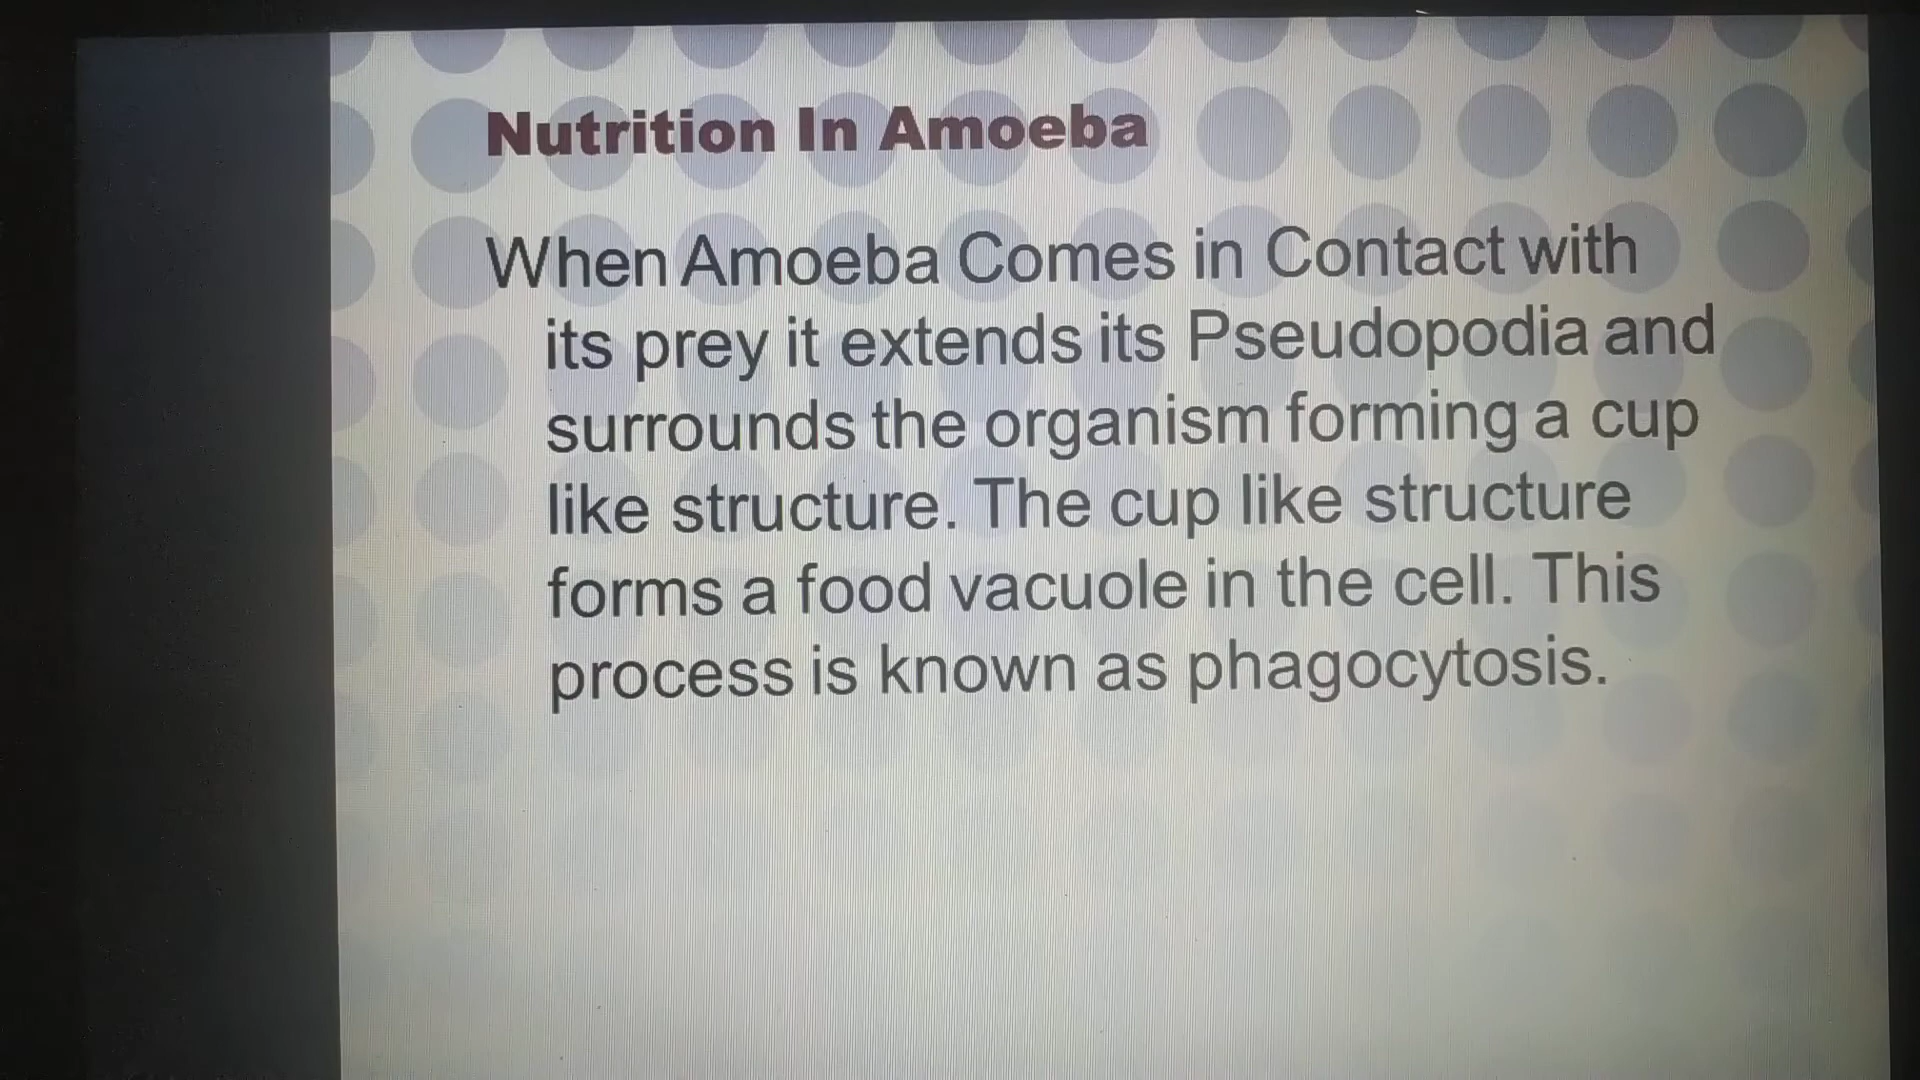 Nutrition In Amoeba
When Amoeba Comes in Contact with
its prey it extends its Pseudopodia and
surrounds the organism forming a cup
like structure. The cup like structure
forms a food vacuole in the cell. This
process is known as phagocytosis.